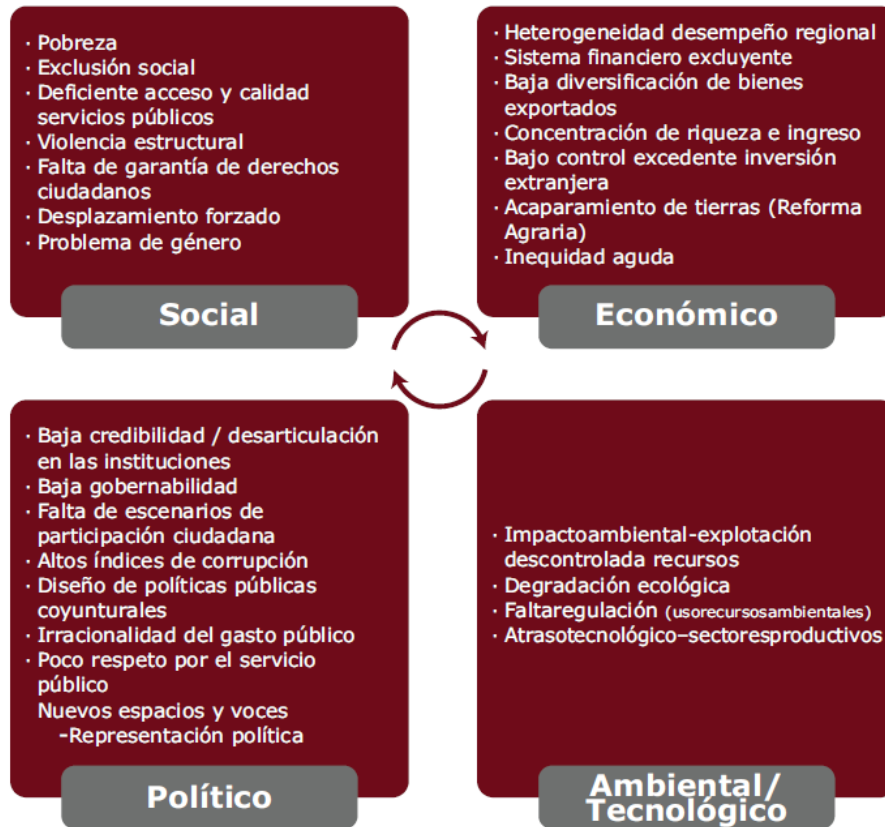 · Pobreza
· Exclusión social
· Deficiente acceso y calidad
servicios públicos
· Violencia estructural
· Falta de garantía de derechos
ciudadanos
· Desplazamiento forzado
· Problema de género
Social
· Heterogeneidad desempeño regional
· Sistema financiero excluyente
· Baja diversificación de bienes
exportados
· Concentración de riqueza e ingreso
· Bajo control excedente inversión
extranjera
· Acaparamiento de tierras (Reforma
Agraria)
· Inequidad aguda
Económico
· Baja credibilidad / desarticulación
en las instituciones
· Baja gobernabilidad
· Falta de escenarios de
participación ciudadana
· Altos índices de corrupción
· Diseño de políticas públicas
coyunturales
· Irracionalidad del gasto público
· Poco respeto por el servicio
público
Nuevos espacios y voces
-Representación política
Político
· Impactoambiental-explotación
descontrolada recursos
· Degradación ecológica
· Faltaregulación (usorecursosambientales)
· Atrasotecnológico–sectoresproductivos
Ambiental/
Tecnológico